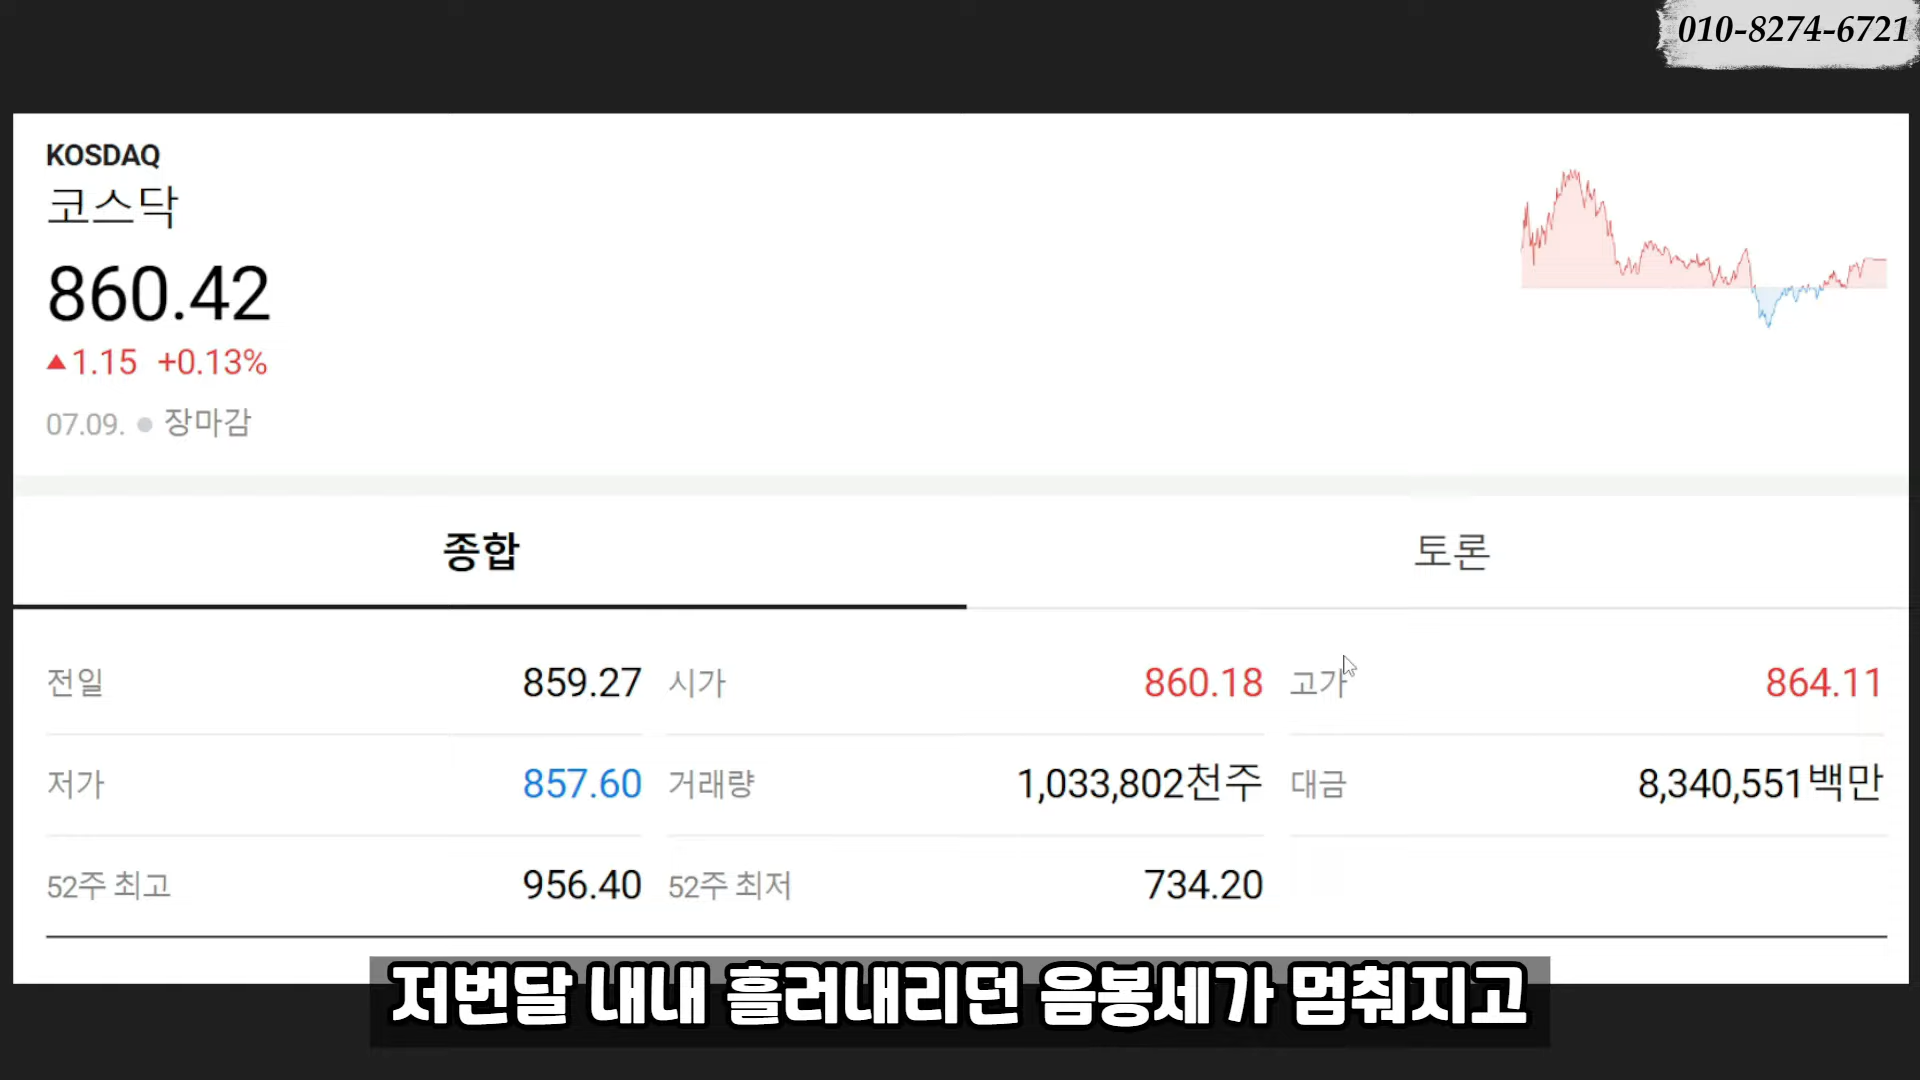 010-8274-6721
KOSDAQ
코스닥
860.42
▲1.15 +0.13%
07.09. ● 장마감
종합 토론
전일 859.27 시가 860.18 고가 864.11
저가 857.60 거래량 1,033,802천주 대금 8,340,551백만
52주 최고 956.40 52주 최저 734.20
저번달 내내 흘러내리던 음봉세가 멈춰지고